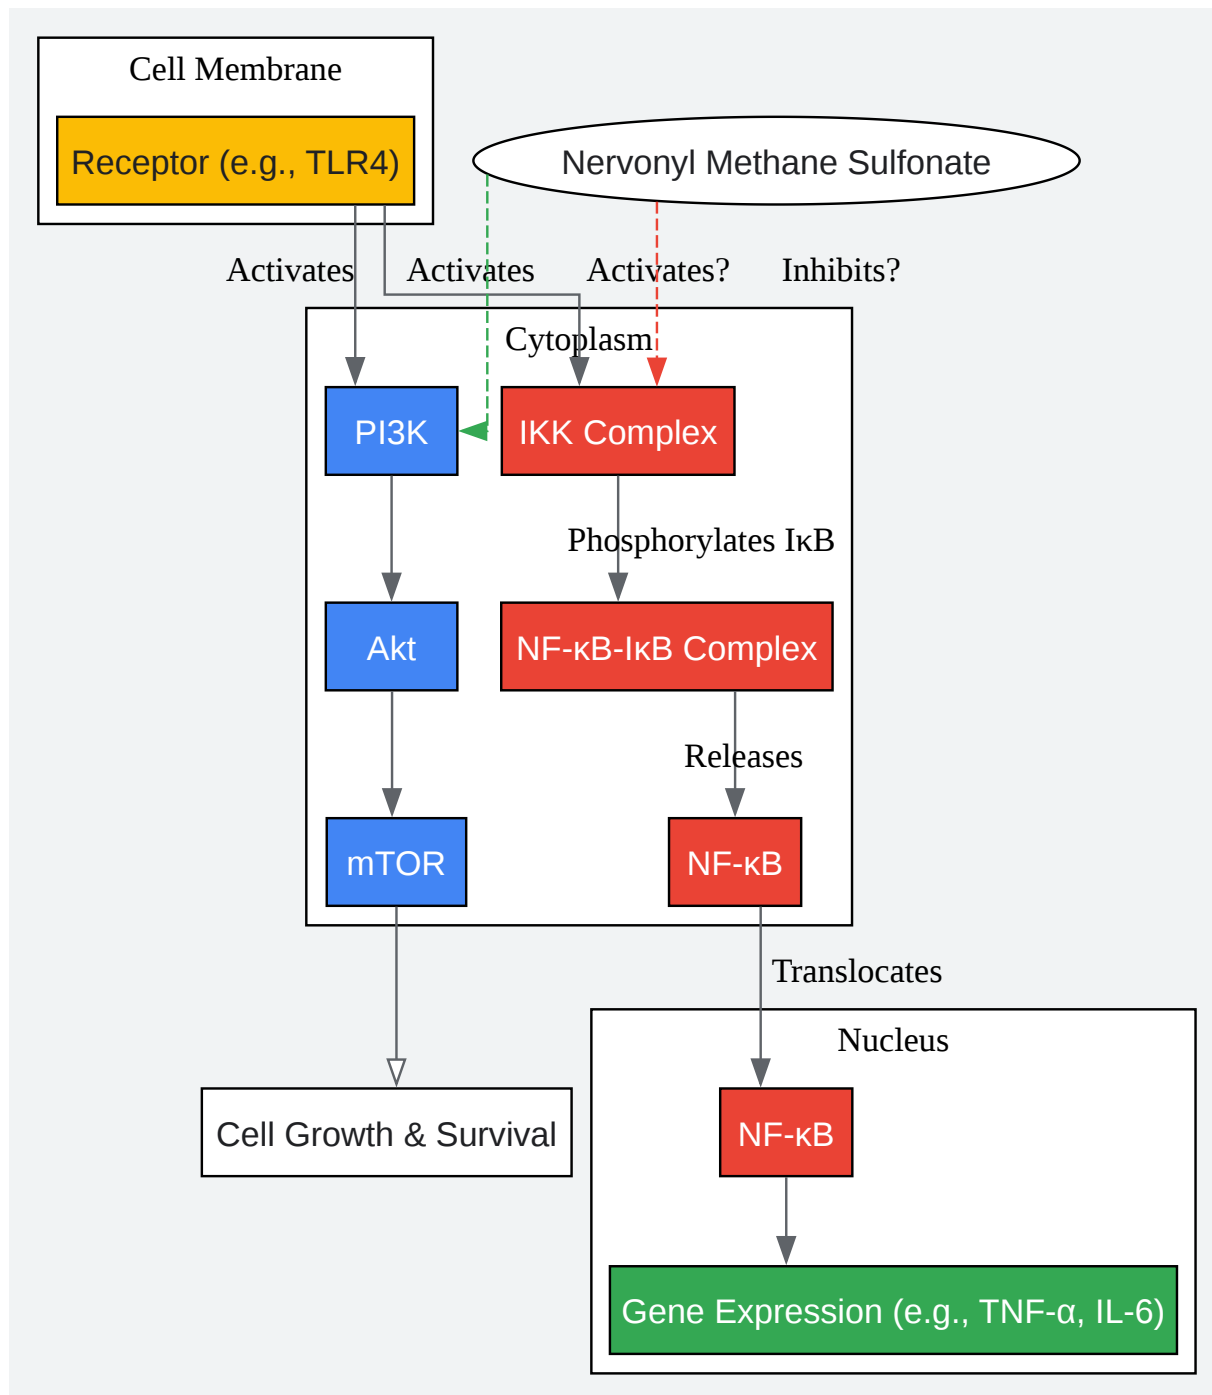 Cell Membrane
Receptor (e.g., TLR4)
Nervonyl Methane Sulfonate
Activates
Activates
Activates?
Inhibits?
Cytoplasm
PI3K
IKK Complex
Phosphorylates IκB
Akt
NF-κB-IκB Complex
Releases
mTOR
NF-κB
Translocates
Nucleus
Cell Growth & Survival
NF-κB
Gene Expression (e.g., TNF-α, IL-6)